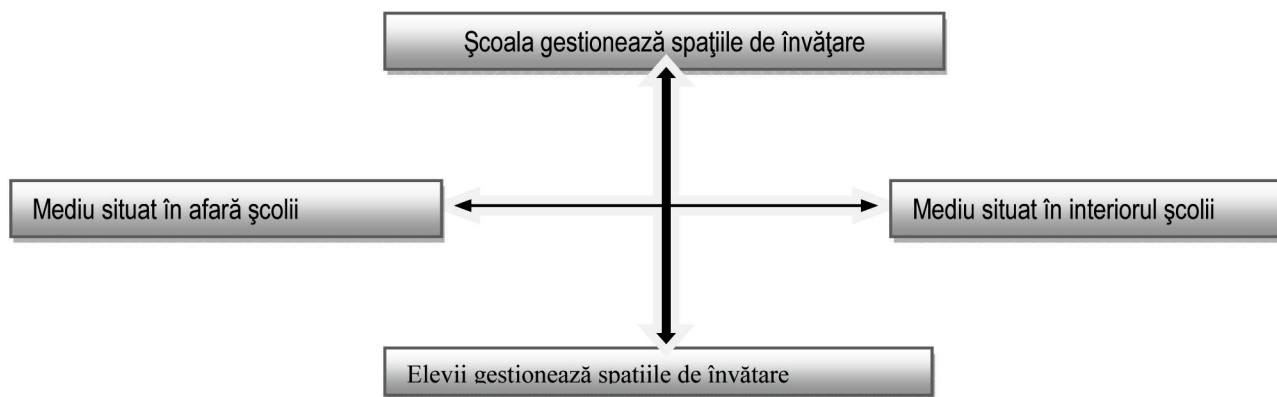 Şcoala gestionează spaţiile de învăţare
Mediu situat în afară şcolii
Mediu situat în interiorul şcolii
Elevii gestionează spaţiile de învăţare